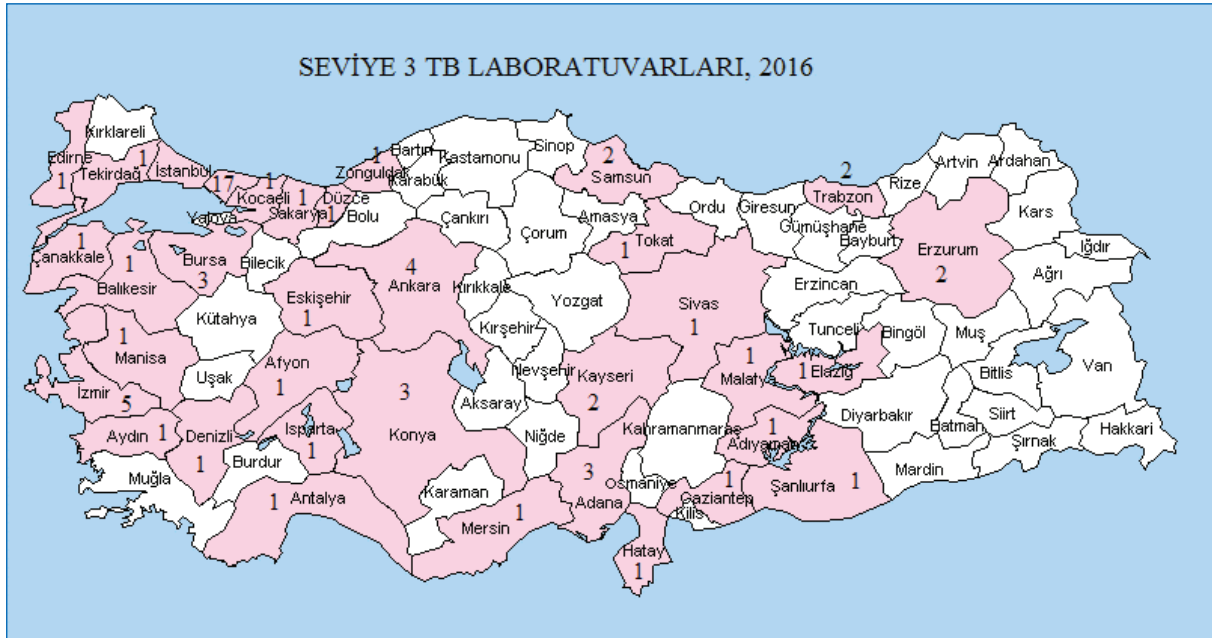 SEVİYE 3 TB LABORATUVARLARI, 2016
Kırklareli
Edirne
1
Tekirdağ
1
İstanbul
17
Kocaeli
1
Sakarya
1
Düzce
1
Yalova
Zonguldak
1
Bartın
Karabük
Kastamonu
Sinop
Samsun
2
Bolu
Çankırı
Çorum
Amasya
Tokat
1
Ordu
Giresun
Trabzon
2
Gümüşhane
Bayburt
Rize
Artvin
Ardahan
Kars
Iğdır
Erzurum
2
Ağrı
Çanakkale
1
Balıkesir
1
Bursa
3
Bilecik
Eskişehir
1
Ankara
4
Kırıkkale
Kırşehir
Yozgat
Sivas
1
Erzincan
Tunceli
Bingöl
Muş
Van
Bitlis
Kütahya
Manisa
1
Uşak
Afyon
1
İzmir
5
Aydın
1
Denizli
1
Isparta
1
Burdur
Muğla
Antalya
1
Konya
3
Aksaray
Nevşehir
Niğde
Kayseri
2
Karaman
Mersin
1
Adana
3
Osmaniye
Kahramanmaraş
Malatya
1
Elazığ
1
Adıyaman
1
Gaziantep
1
Kilis
Hatay
1
Şanlıurfa
1
Diyarbakır
Batman
Siirt
Şırnak
Mardin
Hakkari